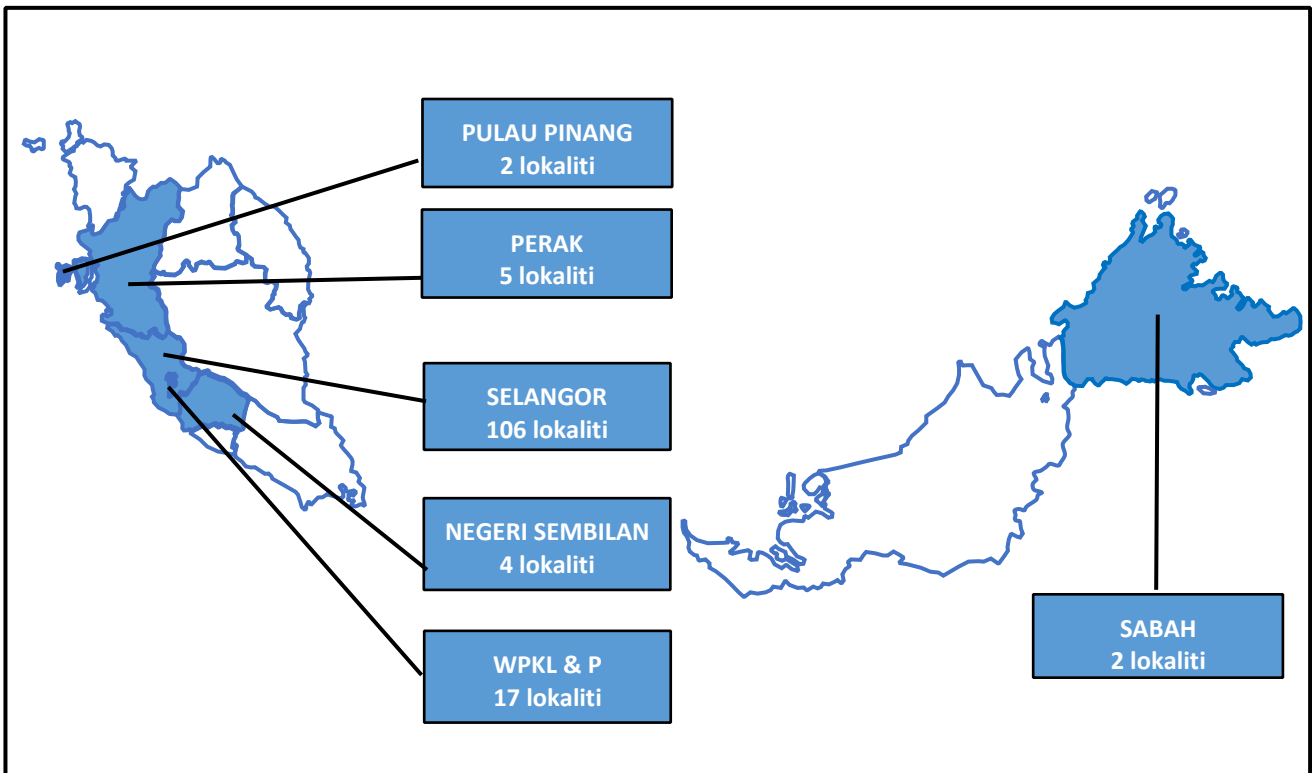 PULAU PINANG
2 lokaliti
PERAK
5 lokaliti
SELANGOR
106 lokaliti
NEGERI SEMBILAN
4 lokaliti
WPKL & P
17 lokaliti
SABAH
2 lokaliti